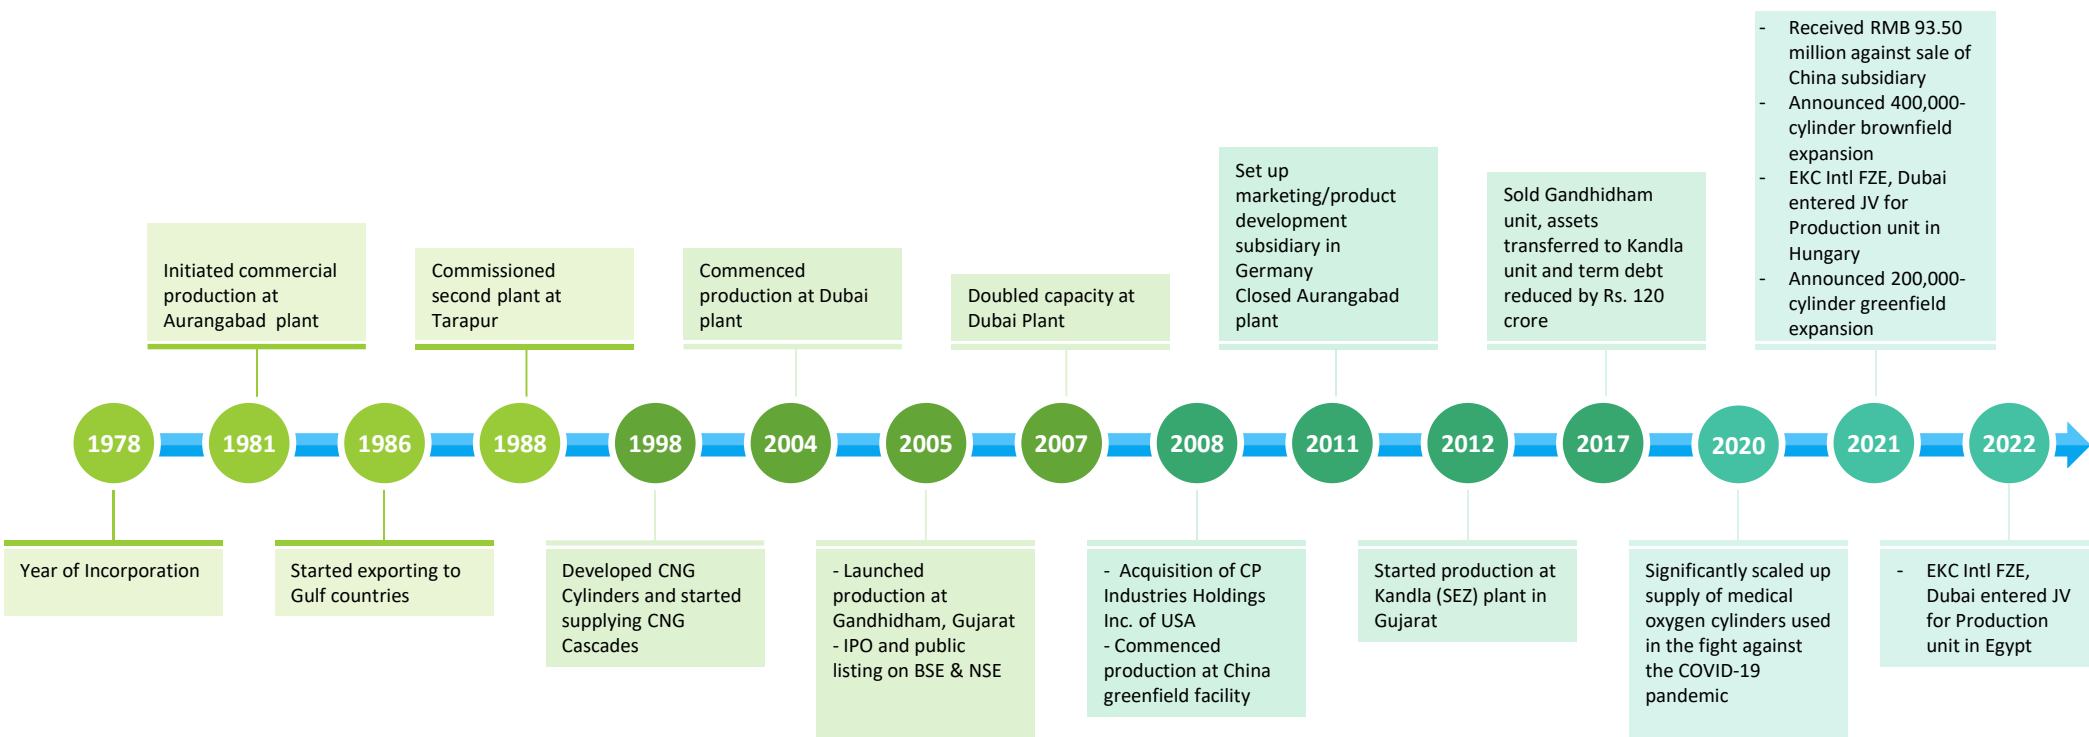 - Received RMB 93.50
million against sale of
China subsidiary
- Announced 400,000-
cylinder brownfield
expansion
- EKC Intl FZE, Dubai
entered JV for
Production unit in
Hungary
- Announced 200,000-
cylinder greenfield
expansion
Set up
marketing/product
development
subsidiary in
Germany
Closed Aurangabad
plant
Sold Gandhidham
unit, assets
transferred to Kandla
unit and term debt
reduced by Rs. 120
crore
Initiated commercial
production at
Aurangabad plant
Commissioned
second plant at
Tarapur
Commenced
production at Dubai
plant
Doubled capacity at
Dubai Plant
1978
1981
1986
1988
1998
2004
2005
2007
2008
2011
2012
2017
2020
2021
2022
Year of Incorporation
Started exporting to
Gulf countries
Developed CNG
Cylinders and started
supplying CNG
Cascades
- Launched
production at
Gandhidham, Gujarat
- IPO and public
listing on BSE & NSE
- Acquisition of CP
Industries Holdings
Inc. of USA
- Commenced
production at China
greenfield facility
Started production at
Kandla (SEZ) plant in
Gujarat
Significantly scaled up
supply of medical
oxygen cylinders used
in the fight against
the COVID-19
pandemic
- EKC Intl FZE,
Dubai entered JV
for Production
unit in Egypt